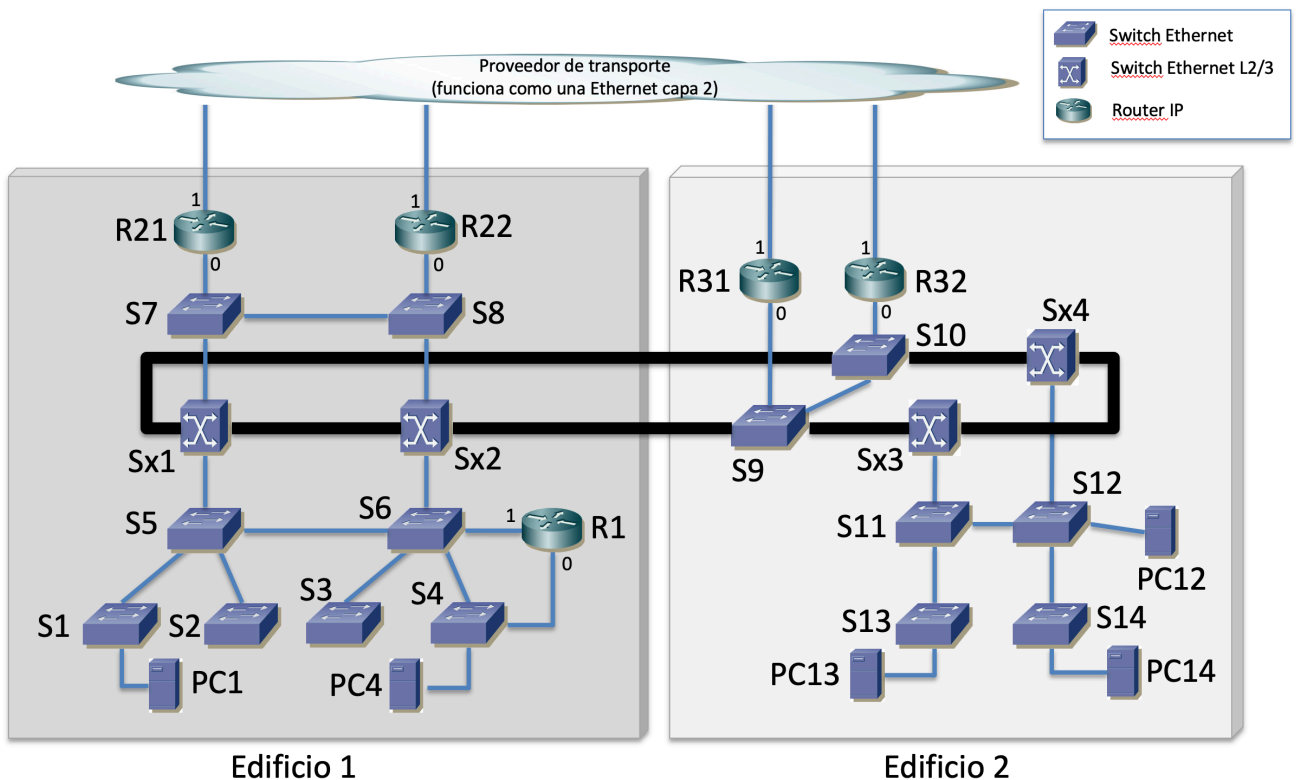 Switch Ethernet
Switch Ethernet L2/3
Router IP
Proveedor de transporte
(funciona como una Ethernet capa 2)
1
R21
0
1
R22
0
1
R31
0
1
R32
0
S7
S8
S10
Sx4
Sx1
Sx2
S9
Sx3
S5
S6
1
R1
0
S11
S12
PC12
S1
S2
S3
S4
S13
S14
PC1
PC4
PC13
PC14
Edificio 1
Edificio 2